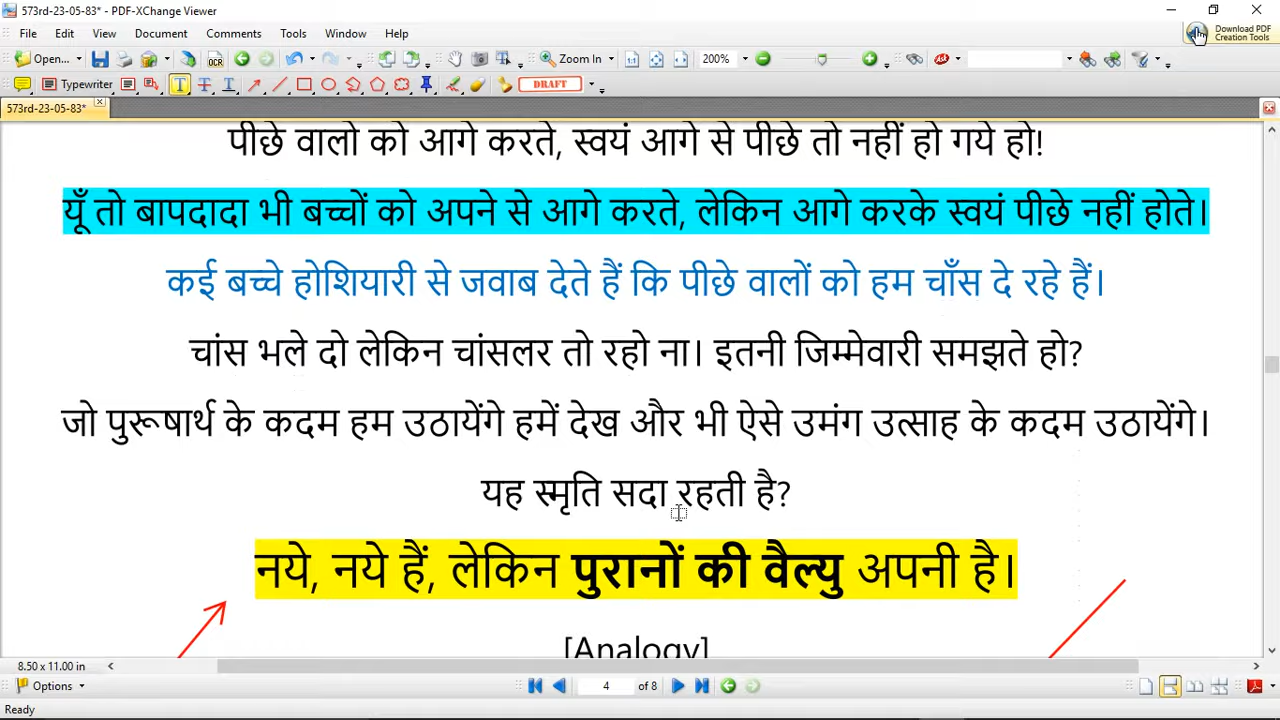 573rd-23-05-83* - PDF-XChange Viewer
File Edit View Document Comments Tools Window Help
Download PDF Creation Tools
Open... OCR Zoom In 200%
Typewriter DRAFT
573rd-23-05-83*
पीछे वालो को आगे करते, स्वयं आगे से पीछे तो नहीं हो गये हो!
यूँ तो बापदादा भी बच्चों को अपने से आगे करते, लेकिन आगे करके स्वयं पीछे नहीं होते।
कई बच्चे होशियारी से जवाब देते हैं कि पीछे वालों को हम चाँस दे रहे हैं।
चांस भले दो लेकिन चांसलर तो रहो ना। इतनी जिम्मेवारी समझते हो?
जो पुरूषार्थ के कदम हम उठायेंगे हमें देख और भी ऐसे उमंग उत्साह के कदम उठायेंगे।
यह स्मृति सदा रहती है?
नये, नये हैं, लेकिन पुरानों की वैल्यु अपनी है।
[Analogy]
8.50 x 11.00 in
Options 4 of 8
Ready